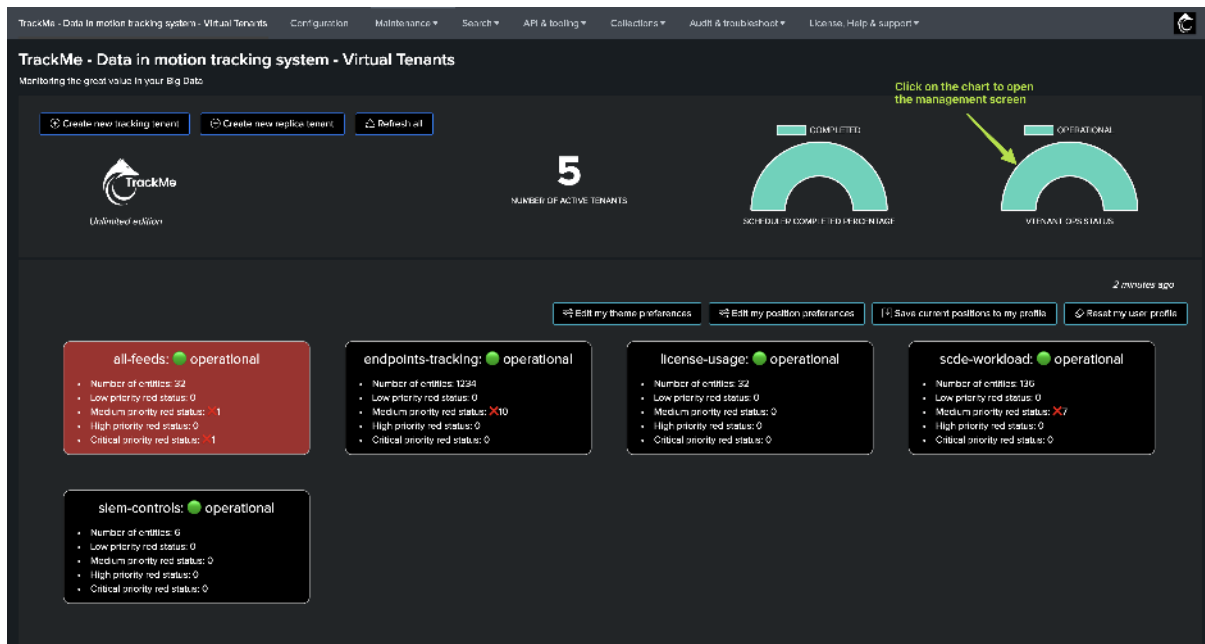 TrackMe - Data in motion tracking system - Virtual Tenants Configuration Maintenance Search API & tooling Collections Audit & troubleshoot License, Help & support
TrackMe - Data in motion tracking system - Virtual Tenants
Monitoring the great value in your Big Data
Click on the chart to open
the management screen
Create new tracking tenant Create new replica tenant Refresh all
COMPLETED OPERATIONAL
TrackMe
Unlimited edition
5
NUMBER OF ACTIVE TENANTS
SCHEDULER COMPLETED PERCENTAGE VTENANT OPS STATUS
2 minutes ago
Edit my theme preferences Edit my position preferences Save current positions to my profile Reset my user profile
all-feeds: operational
Number of entities: 32
Low priority red status: 0
Medium priority red status: ❌1
High priority red status: 0
Critical priority red status: ❌1
endpoints-tracking: operational
Number of entities: 1234
Low priority red status: 0
Medium priority red status: ❌10
High priority red status: 0
Critical priority red status: 0
license-usage: operational
Number of entities: 32
Low priority red status: 0
Medium priority red status: 0
High priority red status: 0
Critical priority red status: 0
scde-workload: operational
Number of entities: 136
Low priority red status: 0
Medium priority red status: ❌7
High priority red status: 0
Critical priority red status: 0
siem-controls: operational
Number of entities: 6
Low priority red status: 0
Medium priority red status: 0
High priority red status: 0
Critical priority red status: 0